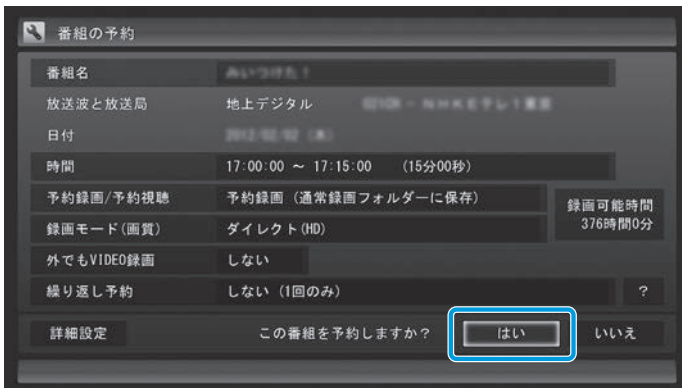 番組の予約
番組名
放送波と放送局 地上デジタル
日付
時間 17:00:00 ~ 17:15:00 (15分00秒)
予約録画/予約視聴 予約録画 (通常録画フォルダーに保存)
録画可能時間
376時間0分
録画モード(画質) ダイレクト(HD)
外でもVIDEO録画 しない
繰り返し予約 しない (1回のみ) ?
詳細設定 この番組を予約しますか? はい いいえ